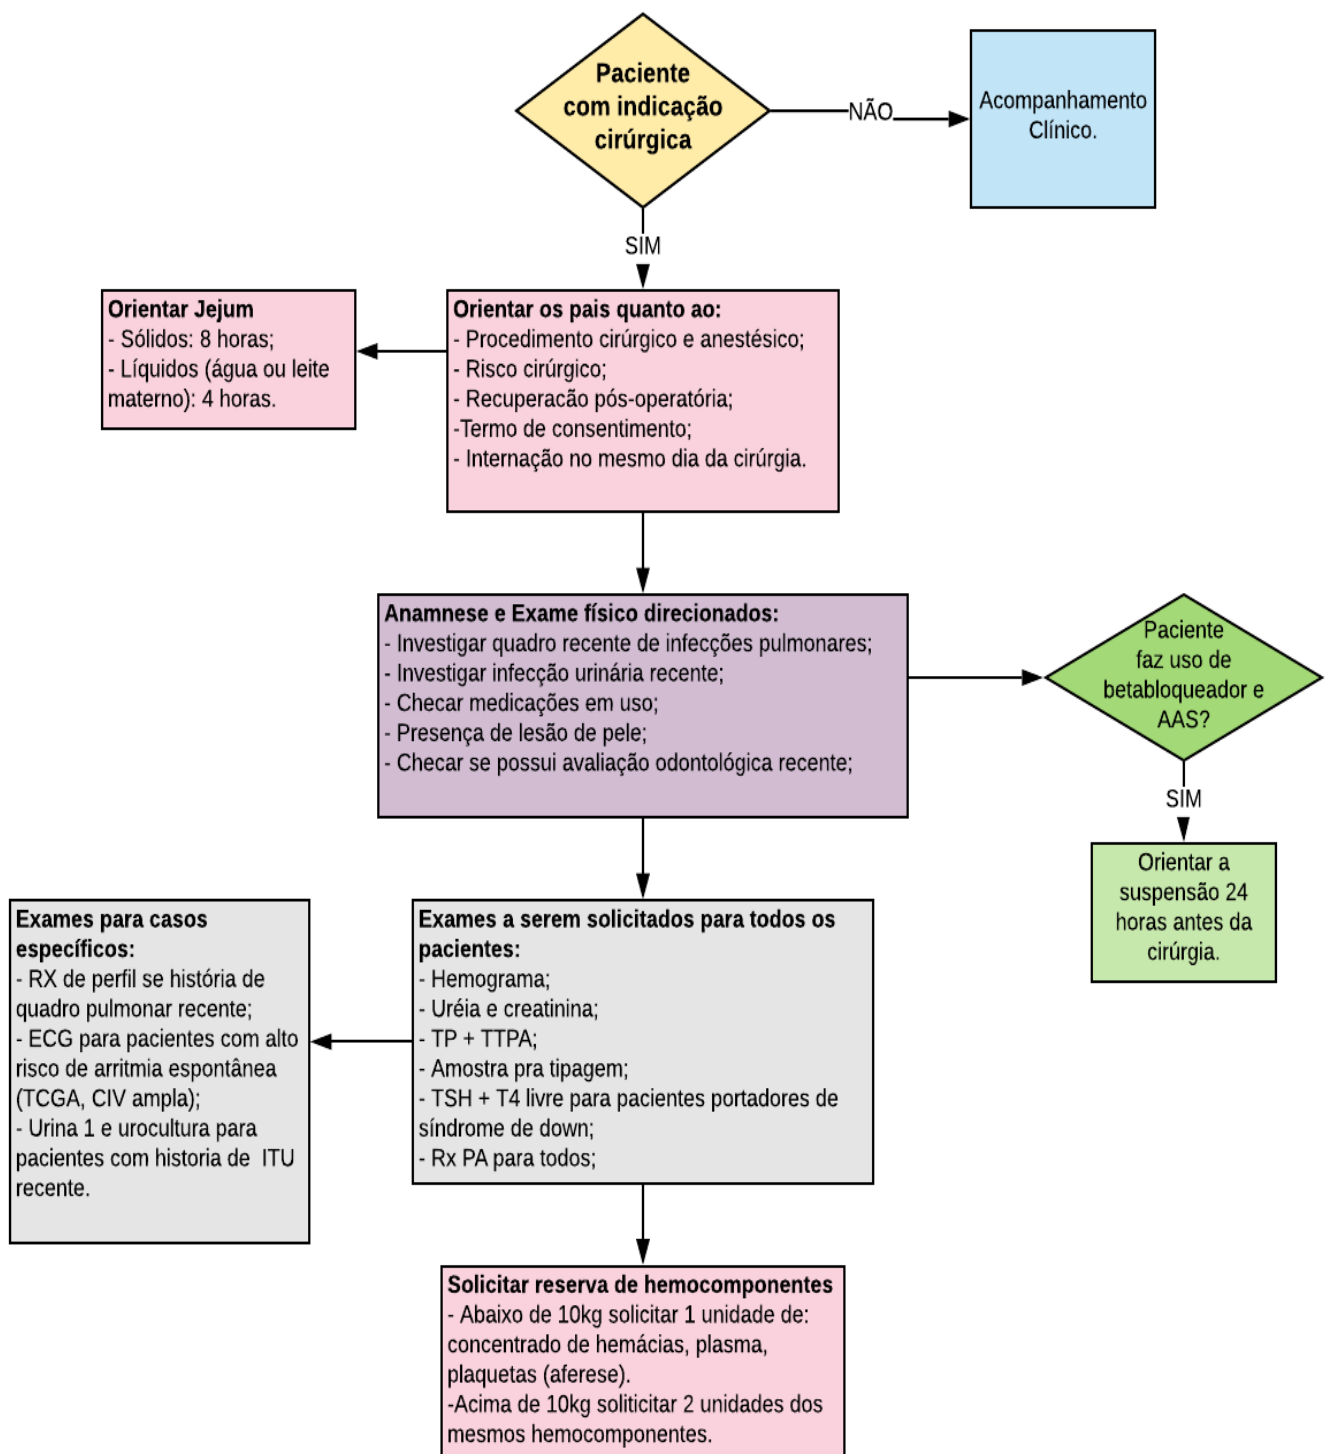 Paciente
com indicação
cirúrgica
NÃO
Acompanhamento
Clínico.
SIM
Orientar Jejum
- Sólidos: 8 horas;
- Líquidos (água ou leite
materno): 4 horas.
Orientar os pais quanto ao:
- Procedimento cirúrgico e anestésico;
- Risco cirúrgico;
- Recuperacão pós-operatória;
-Termo de consentimento;
- Internação no mesmo dia da cirúrgia.
Anamnese e Exame físico direcionados:
- Investigar quadro recente de infecções pulmonares;
- Investigar infecção urinária recente;
- Checar medicações em uso;
- Presença de lesão de pele;
- Checar se possui avaliação odontológica recente;
Paciente
faz uso de
betabloqueador e
AAS?
SIM
Orientar a
suspensão 24
horas antes da
cirúrgia.
Exames para casos
específicos:
- RX de perfil se história de
quadro pulmonar recente;
- ECG para pacientes com alto
risco de arritmia espontânea
(TCGA, CIV ampla);
- Urina 1 e urocultura para
pacientes com historia de  ITU
recente.
Exames a serem solicitados para todos os
pacientes:
- Hemograma;
- Uréia e creatinina;
- TP + TTPA;
- Amostra pra tipagem;
- TSH + T4 livre para pacientes portadores de
síndrome de down;
- Rx PA para todos;
Solicitar reserva de hemocomponentes
- Abaixo de 10kg solicitar 1 unidade de:
concentrado de hemácias, plasma,
plaquetas (aferese).
-Acima de 10kg soliticitar 2 unidades dos
mesmos hemocomponentes.